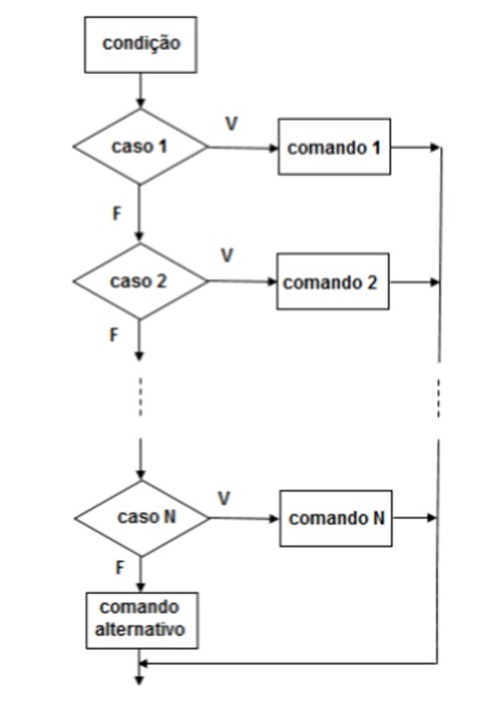 condição
V
caso 1
comando 1
F
V
caso 2
comando 2
F
V
caso N
comando N
F
comando
alternativo